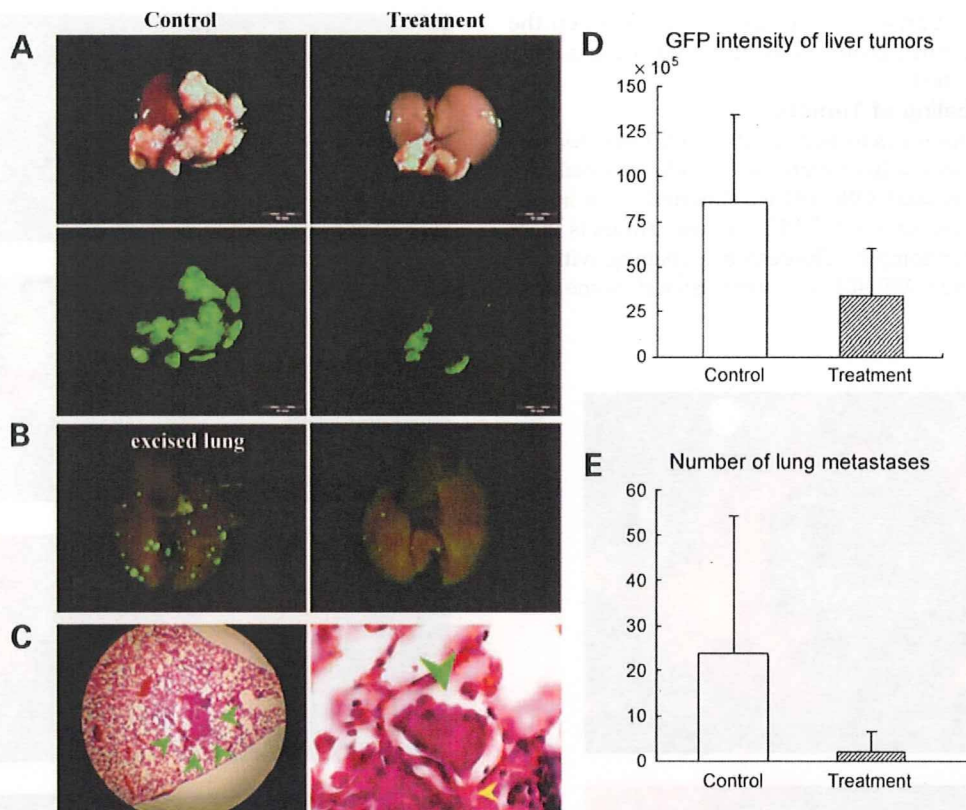 Control
Treatment
A
B
excised lung
C
D
GFP intensity of liver tumors
× 10⁵
150
125
100
75
50
25
0
Control
Treatment
E
Number of lung metastases
60
50
40
30
20
10
0
Control
Treatment